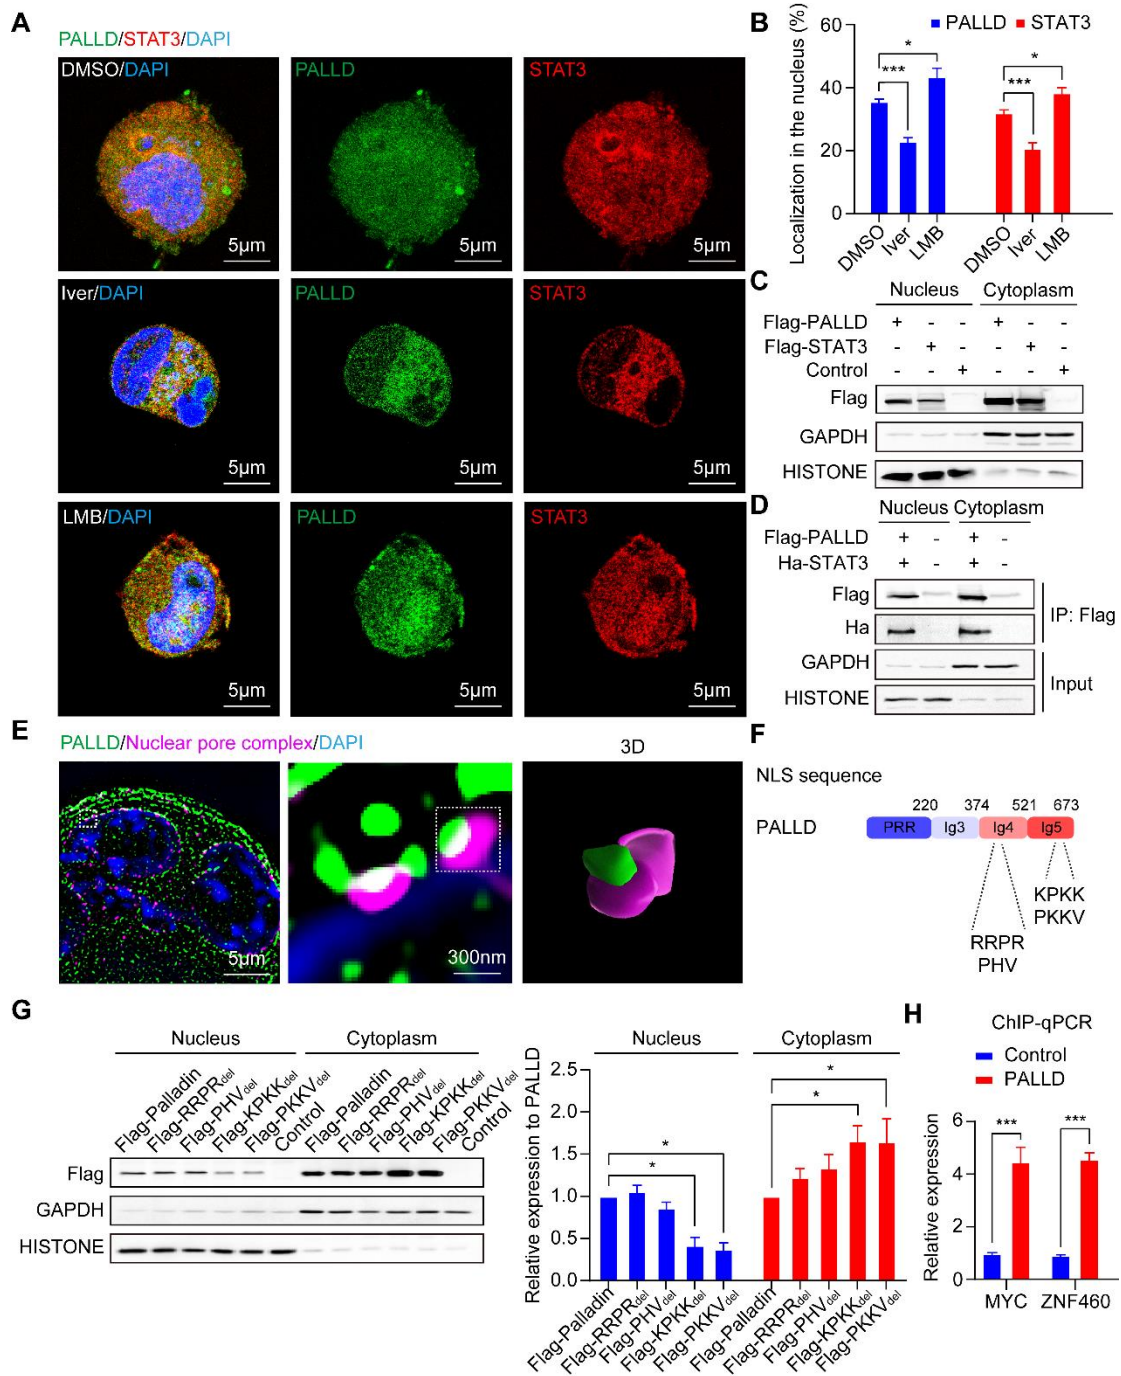 A
PALLD/STAT3/DAPI
DMSO/DAPI
PALLD
STAT3
5μm
5μm
5μm
Iver/DAPI
PALLD
STAT3
5μm
5μm
5μm
LMB/DAPI
PALLD
STAT3
5μm
5μm
5μm
B
PALLD
STAT3
Localization in the nucleus (%)
60
40
20
0
***
*
***
*
DMSO
Iver
LMB
DMSO
Iver
LMB
C
Nucleus Cytoplasm
Flag-PALLD + - - + - -
Flag-STAT3 - + - - + -
Control - - + - - +
Flag
GAPDH
HISTONE
D
Nucleus Cytoplasm
Flag-PALLD + - + -
Ha-STAT3 + - + -
Flag
Ha
IP: Flag
GAPDH
HISTONE
Input
E
PALLD/Nuclear pore complex/DAPI
3D
5μm
300nm
F
NLS sequence
220 374 521 673
PALLD PRR Ig3 Ig4 Ig5
KPKK
PKKV
RRPR
PHV
G
Nucleus Cytoplasm
Flag-Palladin
Flag-RRPRdel
Flag-PHVdel
Flag-KPKKdel
Flag-PKKVdel
Control
Flag-Palladin
Flag-RRPRdel
Flag-PHVdel
Flag-KPKKdel
Flag-PKKVdel
Control
Flag
GAPDH
HISTONE
Nucleus Cytoplasm
Relative expression to PALLD
2.5
2.0
1.5
1.0
0.5
0.0
*
*
*
*
Flag-Palladin
Flag-RRPRdel
Flag-PHVdel
Flag-KPKKdel
Flag-PKKVdel
Flag-Palladin
Flag-RRPRdel
Flag-PHVdel
Flag-KPKKdel
Flag-PKKVdel
H
ChIP-qPCR
Control
PALLD
Relative expression
6
4
2
0
***
***
MYC ZNF460